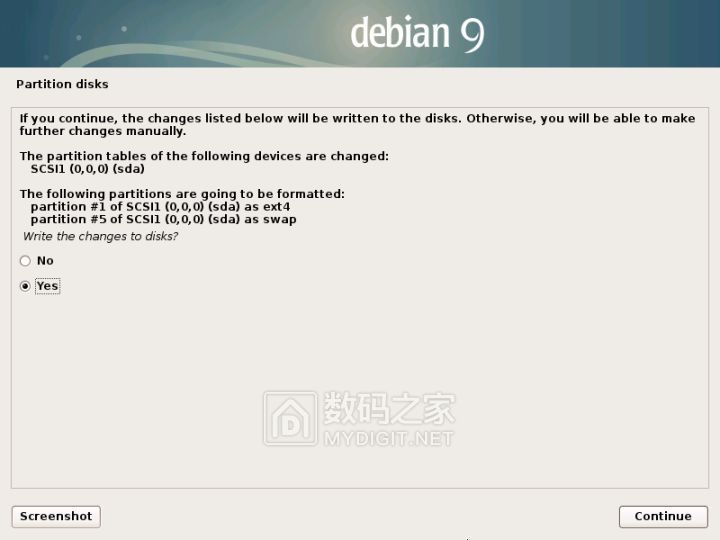 debian 9
Partition disks
If you continue, the changes listed below will be written to the disks. Otherwise, you will be able to make
further changes manually.
The partition tables of the following devices are changed:
SCSI1 (0,0,0) (sda)
The following partitions are going to be formatted:
partition #1 of SCSI1 (0,0,0) (sda) as ext4
partition #5 of SCSI1 (0,0,0) (sda) as swap
Write the changes to disks?
No
Yes
数码之家
MYDIGIT.NET
Screenshot
Continue